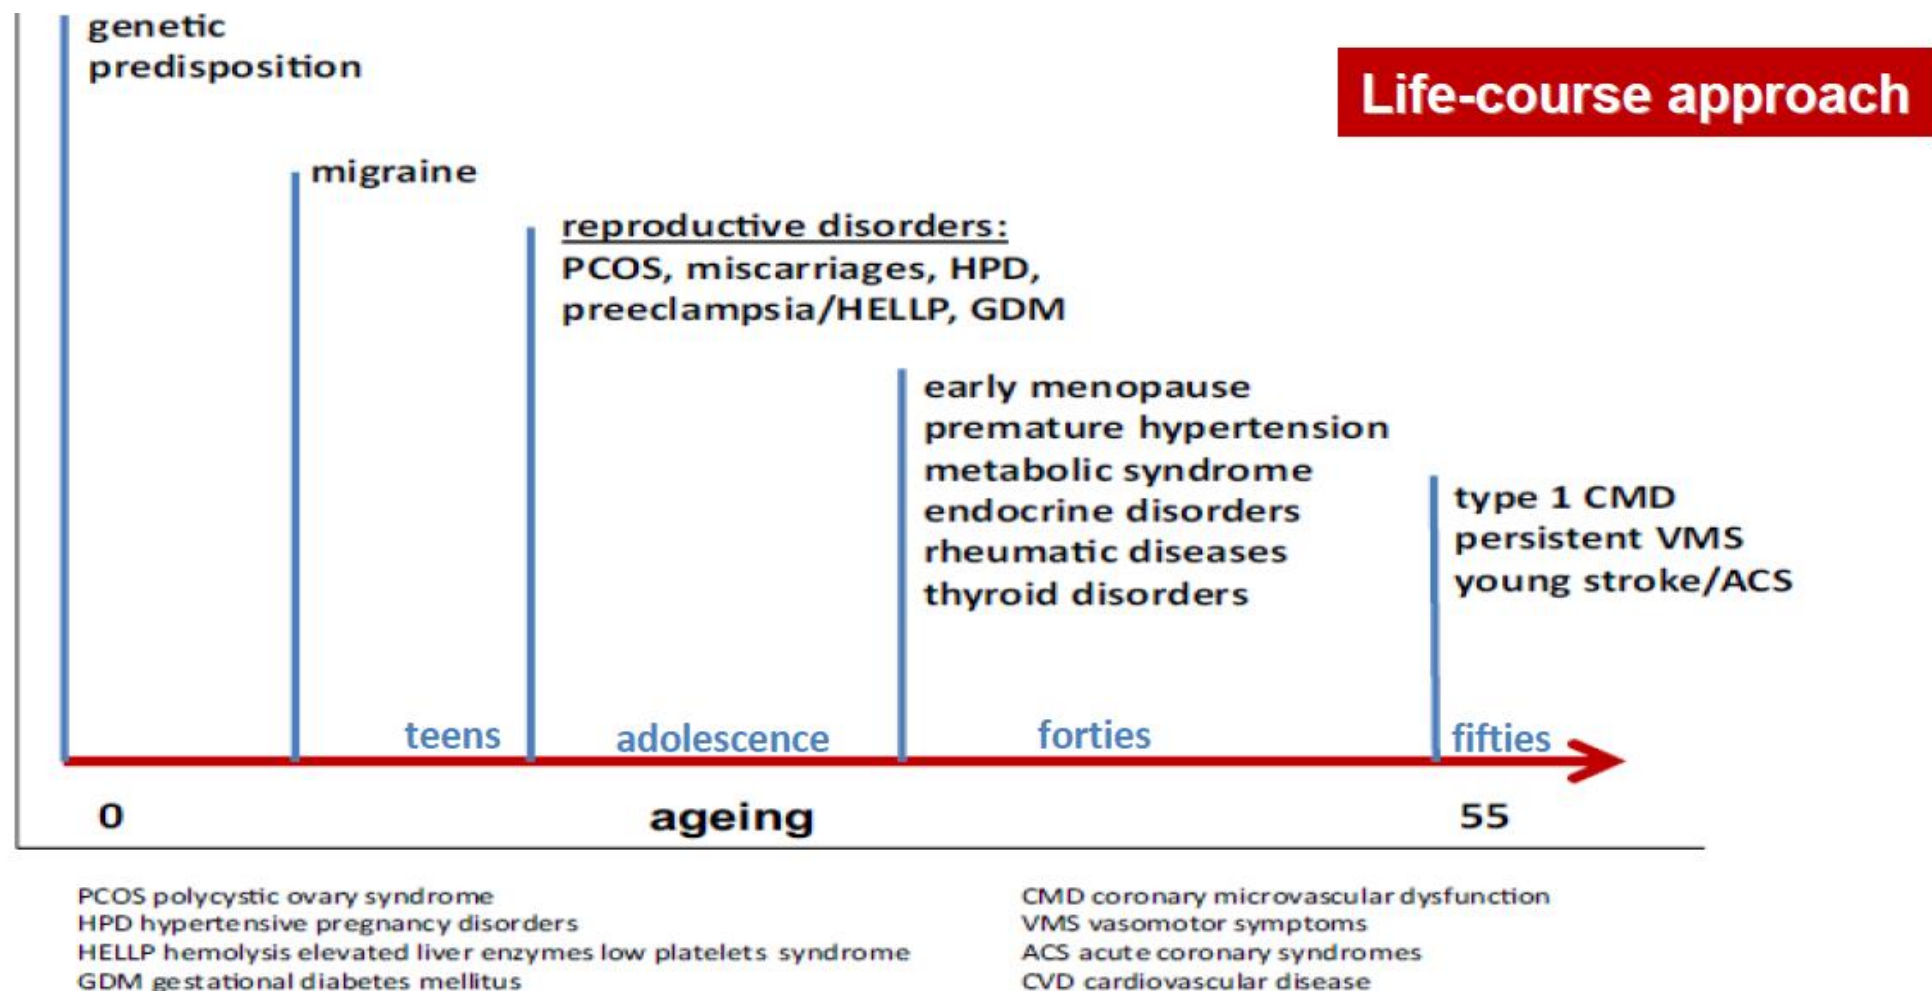 genetic
predisposition
Life-course approach
migraine
reproductive disorders:
PCOS, miscarriages, HPD,
preeclampsia/HELLP, GDM
early menopause
premature hypertension
metabolic syndrome
endocrine disorders
rheumatic diseases
thyroid disorders
type 1 CMD
persistent VMS
young stroke/ACS
teens
adolescence
forties
fifties
0
ageing
55
PCOS polycystic ovary syndrome
HPD hypertensive pregnancy disorders
HELLP hemolysis elevated liver enzymes low platelets syndrome
GDM gestational diabetes mellitus
CMD coronary microvascular dysfunction
VMS vasomotor symptoms
ACS acute coronary syndromes
CVD cardiovascular disease